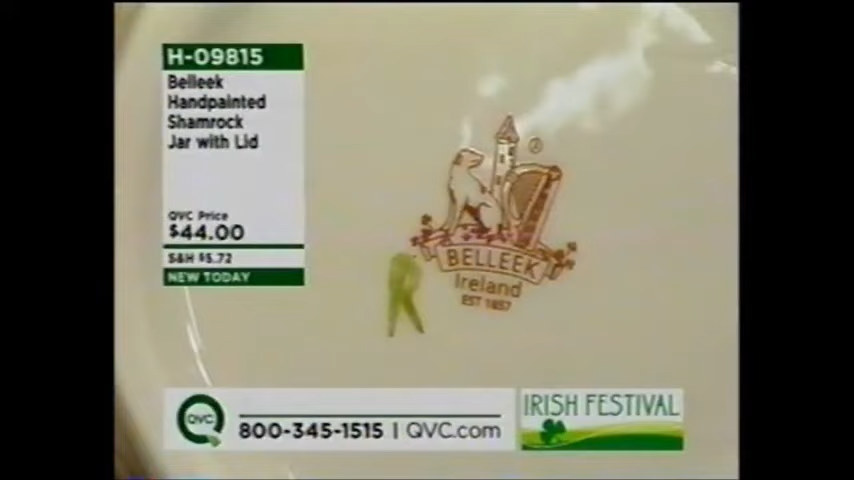 H-09815
Belleek
Handpainted
Shamrock
Jar with Lid
QVC Price
$44.00
S&H $5.72
NEW TODAY
®
BELLEEK
Ireland
EST 1857
QVC
800-345-1515 | QVC.com
IRISH FESTIVAL